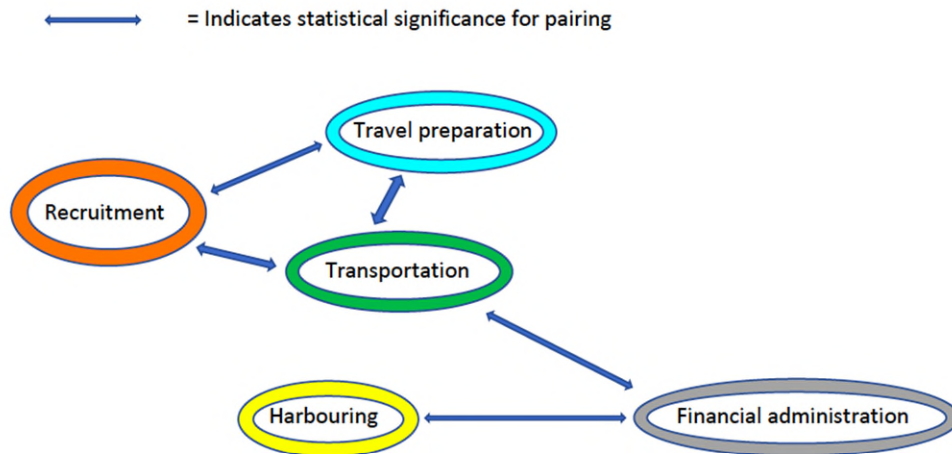 = Indicates statistical significance for pairing
Travel preparation
Recruitment
Transportation
Harbouring
Financial administration